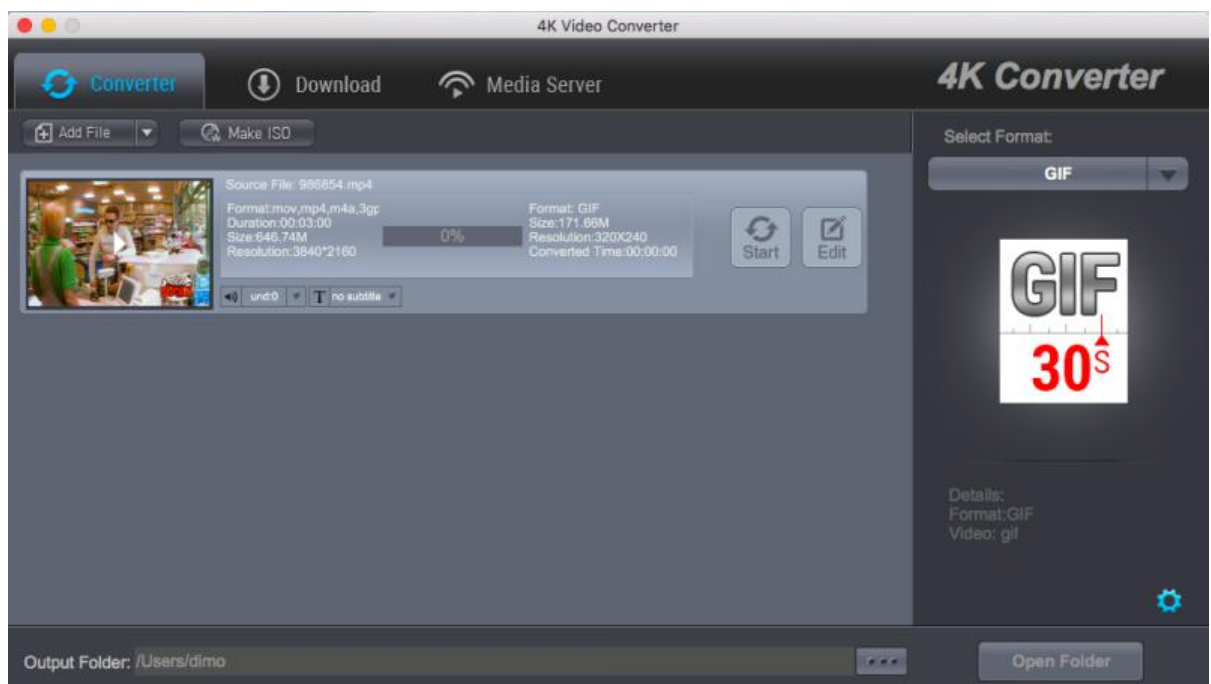 4K Video Converter
Converter
Download
Media Server
4K Converter
Add File
Make ISO
Select Format:
GIF
Source File: 986854.mp4
Format:mov,mp4,m4a,3gp
Duration:00:03:00
Size:646.74M
Resolution:3840*2160
0%
Format: GIF
Size:171.66M
Resolution:320X240
Converted Time:00:00:00
Start
Edit
und:0
T no subtitle
GIF
30S
Details:
Format:GIF
Video: gif
Output Folder: /Users/dimo
Open Folder